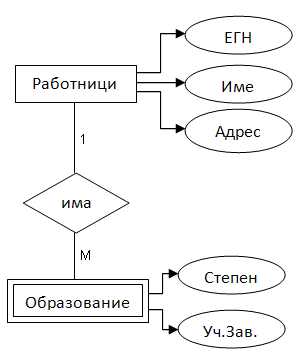 ЕГН
Работници
Име
Адрес
1
има
М
Степен
Образование
Уч.Зав.